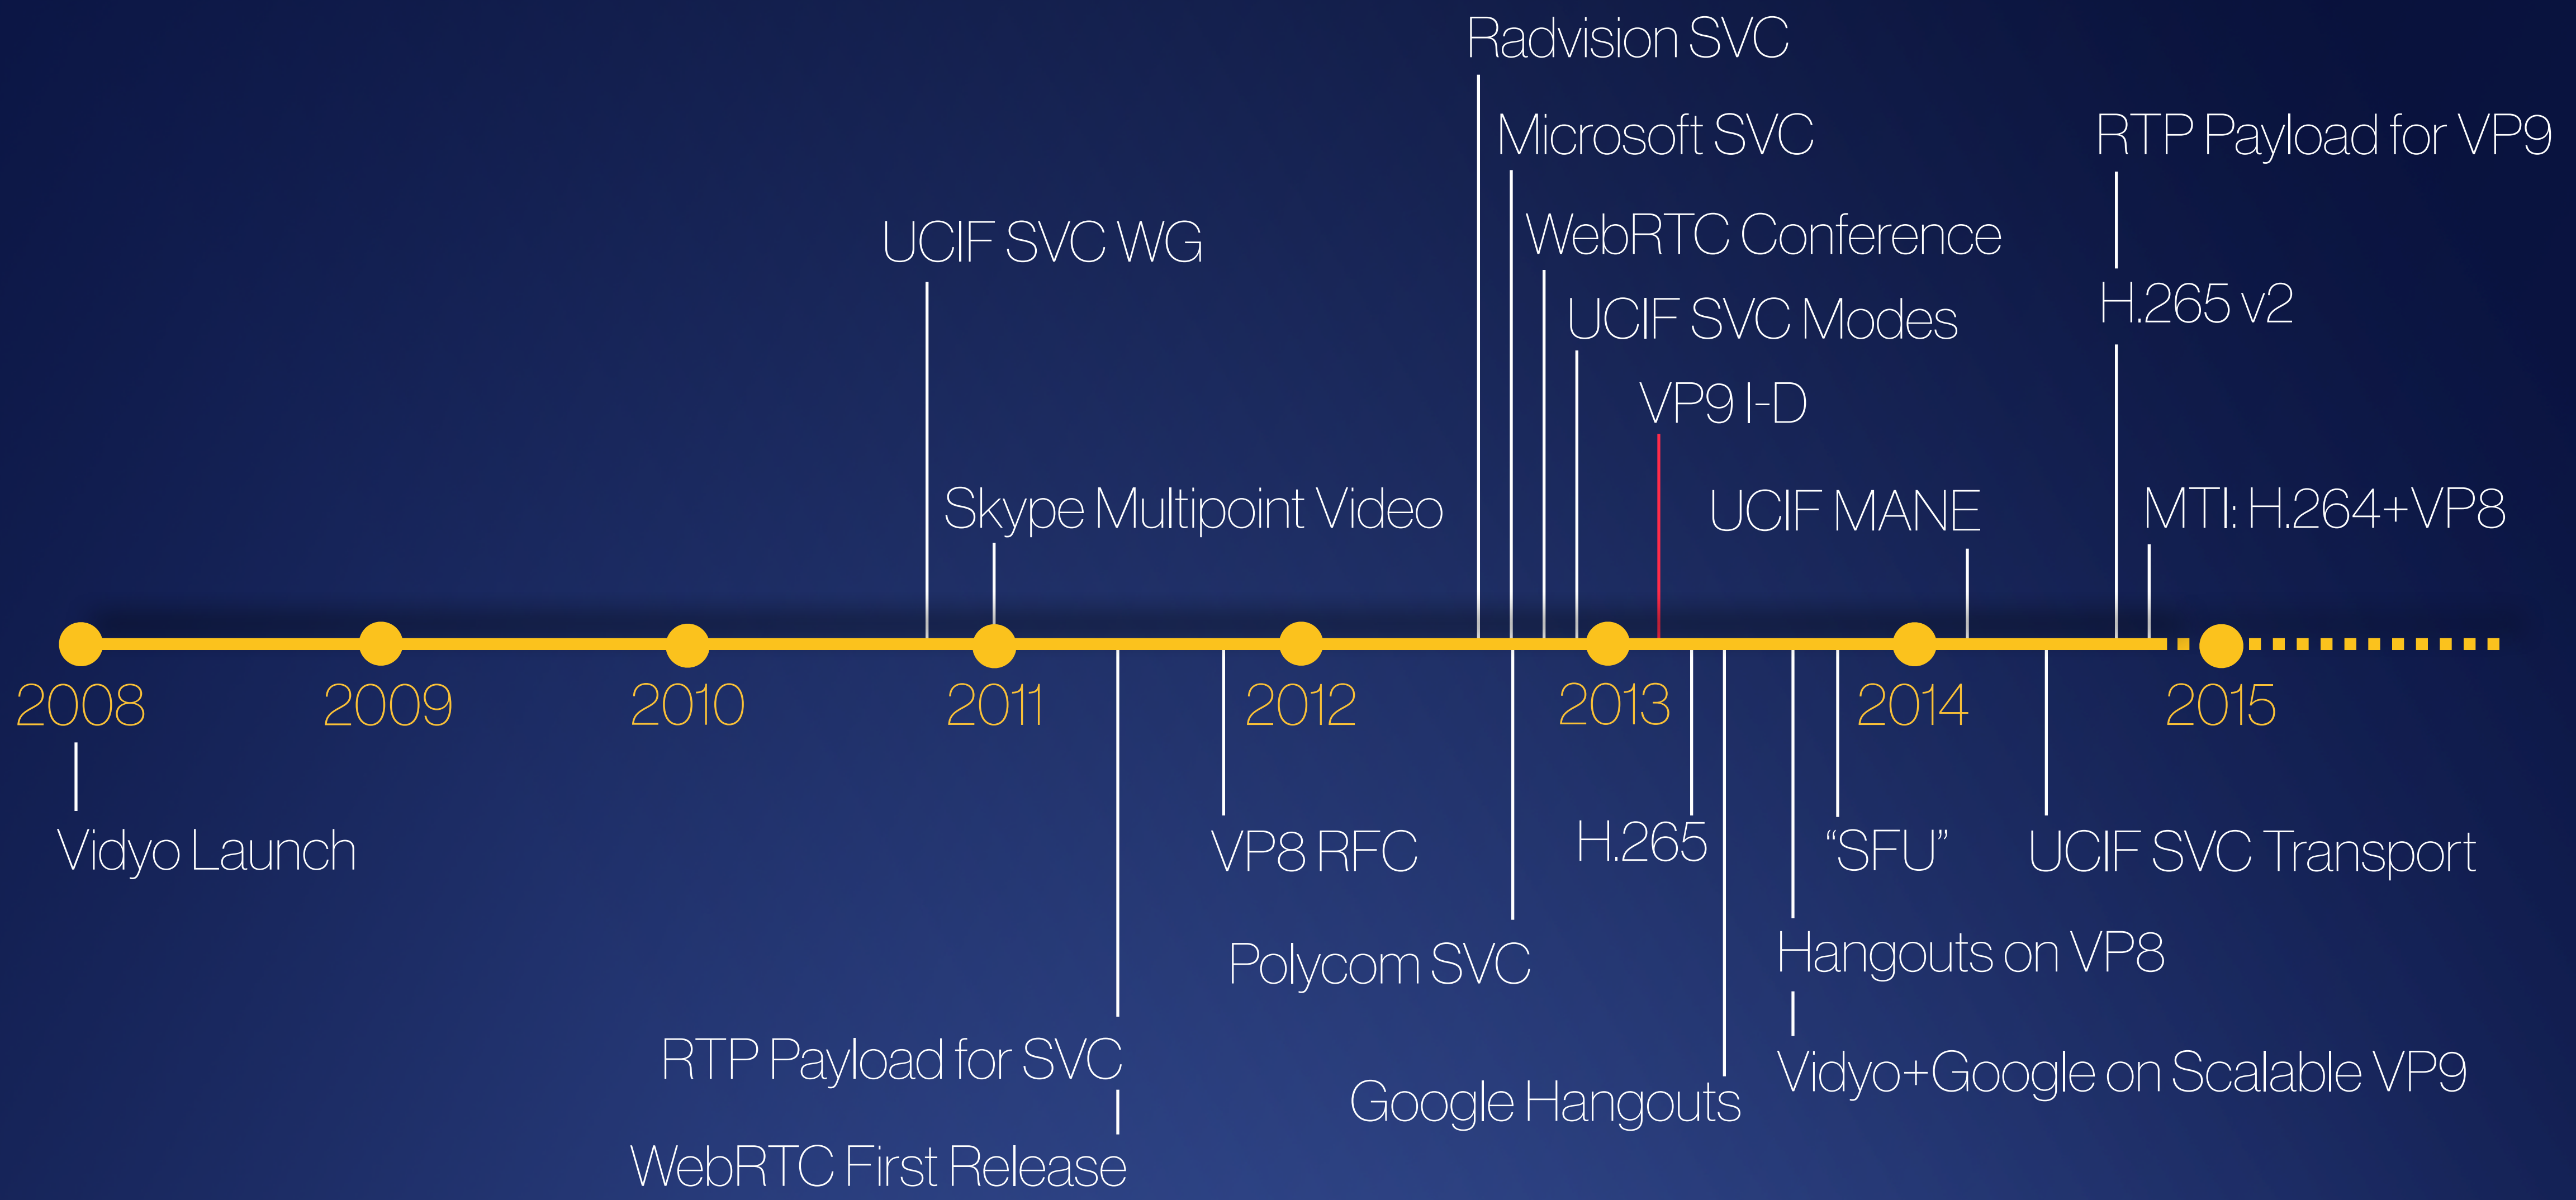 Radvision SVC
Microsoft SVC
RTP Payload for VP9
WebRTC Conference
UCIF SVC WG
H.265 v2
UCIF SVC Modes
VP9 I-D
Skype Multipoint Video
UCIF MANE
MTI: H.264+VP8
2008
2009
2010
2011
2012
2013
2014
2015
Vidyo Launch
VP8 RFC
H.265
“SFU”
UCIF SVC Transport
Polycom SVC
Hangouts on VP8
RTP Payload for SVC
Google Hangouts
Vidyo+Google on Scalable VP9
WebRTC First Release